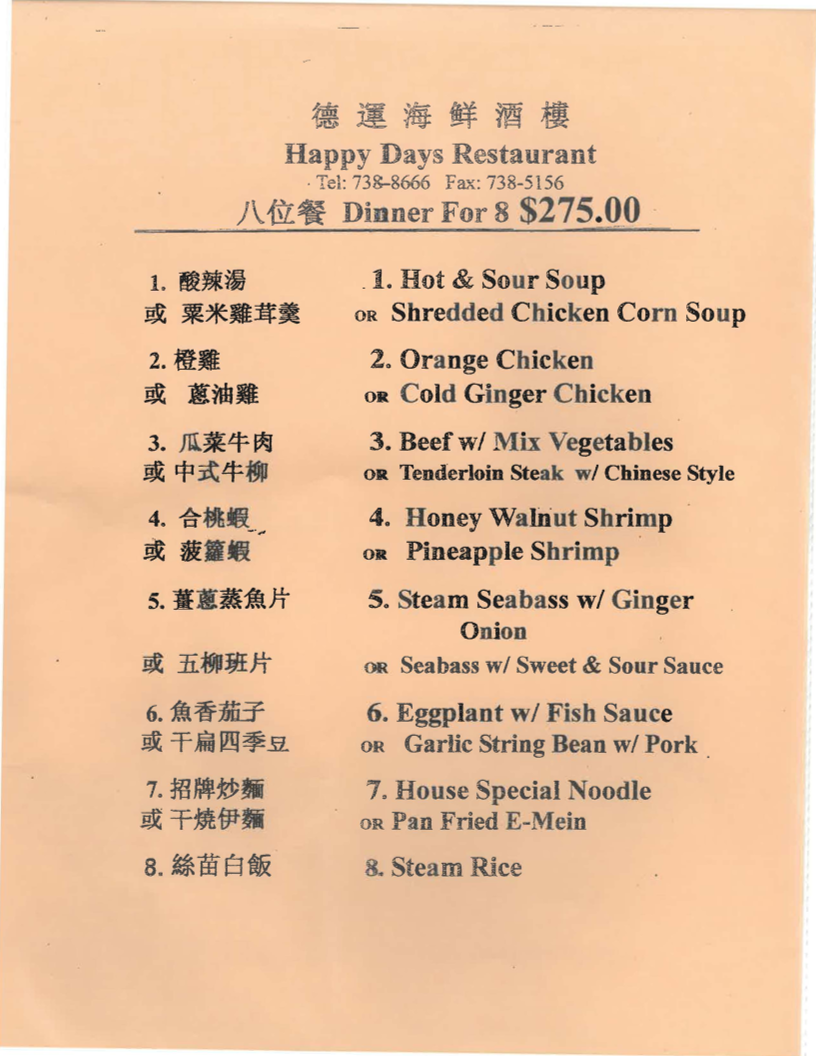 德運海鮮酒樓
Happy Days Restaurant
Tel: 738-8666 Fax: 738-5156
八位餐 Dinner For 8 $275.00
1. 酸辣湯 1. Hot & Sour Soup
或 粟米雞茸羹 OR Shredded Chicken Corn Soup
2. 橙雞 2. Orange Chicken
或 蔥油雞 OR Cold Ginger Chicken
3. 瓜菜牛肉 3. Beef w/ Mix Vegetables
或 中式牛柳 OR Tenderloin Steak w/ Chinese Style
4. 合桃蝦 4. Honey Walnut Shrimp
或 菠籮蝦 OR Pineapple Shrimp
5. 薑蔥蒸魚片 5. Steam Seabass w/ Ginger
Onion
或 五柳班片 OR Seabass w/ Sweet & Sour Sauce
6. 魚香茄子 6. Eggplant w/ Fish Sauce
或 干扁四季豆 OR Garlic String Bean w/ Pork
7. 招牌炒麵 7. House Special Noodle
或 干燒伊麵 OR Pan Fried E-Mein
8. 絲苗白飯 8. Steam Rice